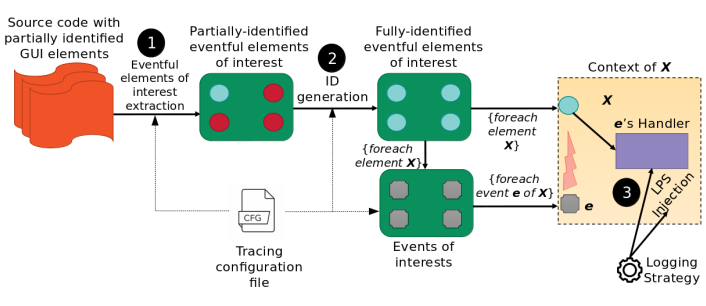 Source code with
partially identified
GUI elements
1
Eventful
elements of
interest
extraction
Partially-identified
eventful elements
of interest
2
ID
generation
Fully-identified
eventful elements
of interest
{foreach
element X}
{foreach
element
X}
{foreach
event e of X}
Context of X
X
e's Handler
3
LPS
Injection
e
CFG
Tracing
configuration
file
Events of
interests
Logging
Strategy